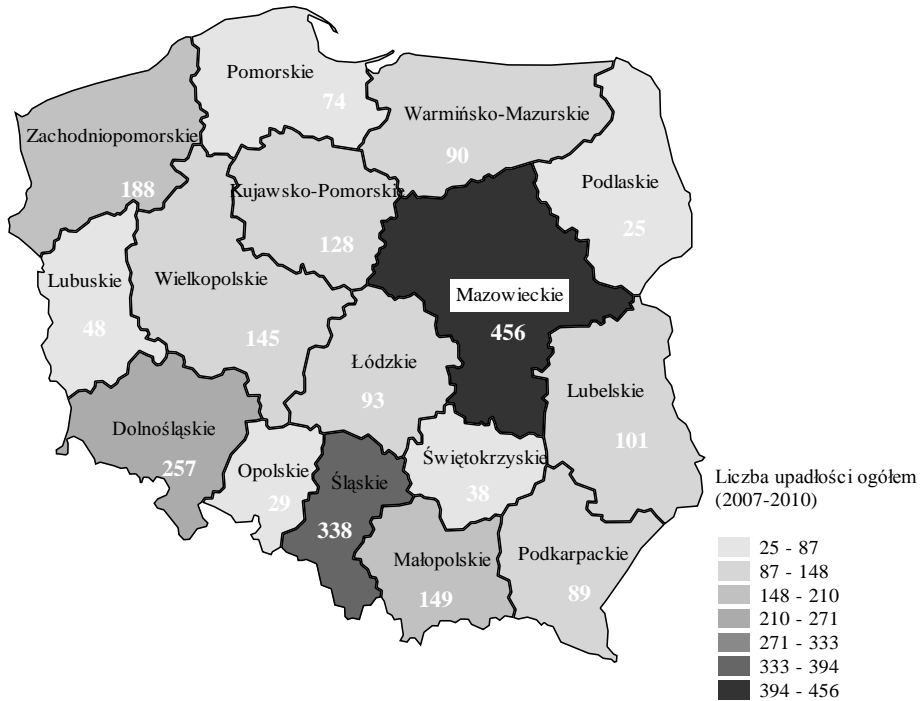 Pomorskie
74
Warmińsko-Mazurskie
90
Zachodniopomorskie
188
Podlaskie
25
Kujawsko-Pomorskie
128
Lubuskie
48
Wielkopolskie
145
Mazowieckie
456
Łódzkie
93
Lubelskie
101
Dolnośląskie
257
Opolskie
29
Śląskie
338
Świętokrzyskie
38
Małopolskie
149
Podkarpackie
89
Liczba upadłości ogółem
(2007-2010)
25 - 87
87 - 148
148 - 210
210 - 271
271 - 333
333 - 394
394 - 456